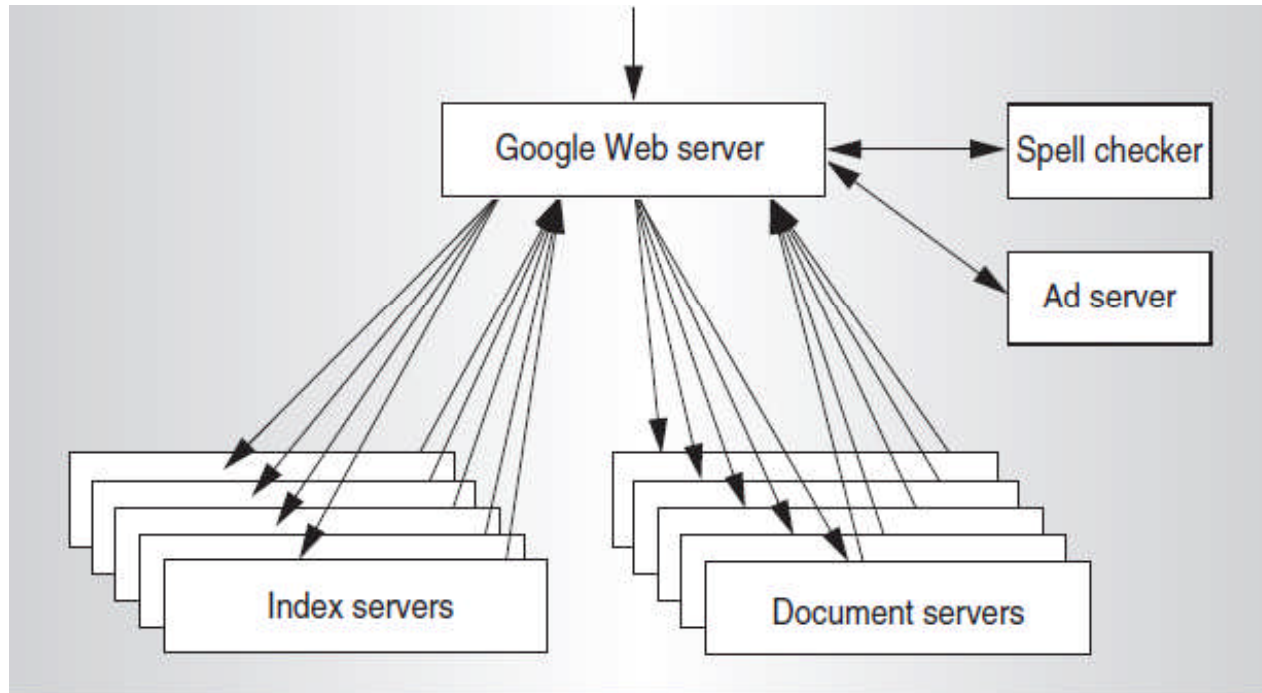 Google Web server
Spell checker
Ad server
Index servers
Document servers